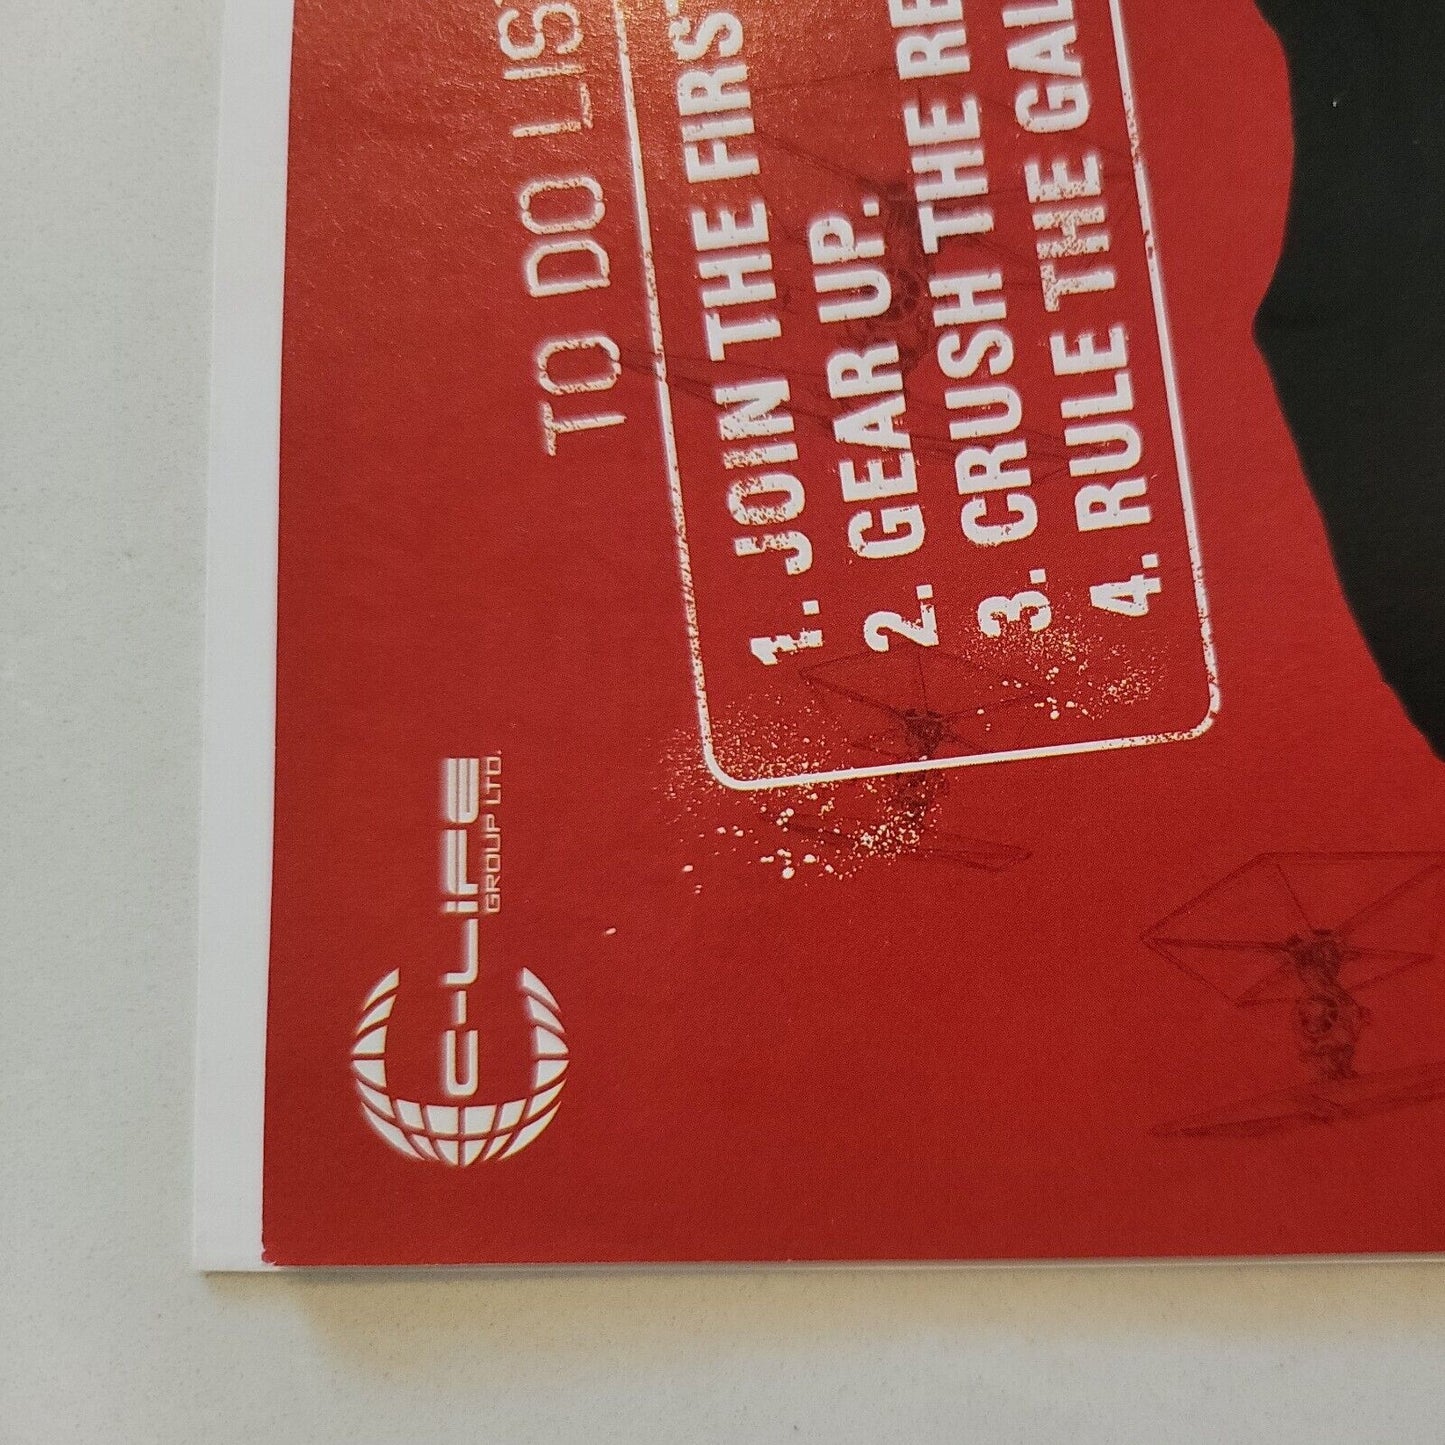 TO DO LIS
1. JOIN THE FIRS
2. GEAR UP.
3. CRUSH THE RE
4. RULE THE GAL
C-LIFE
GROUP LTD.